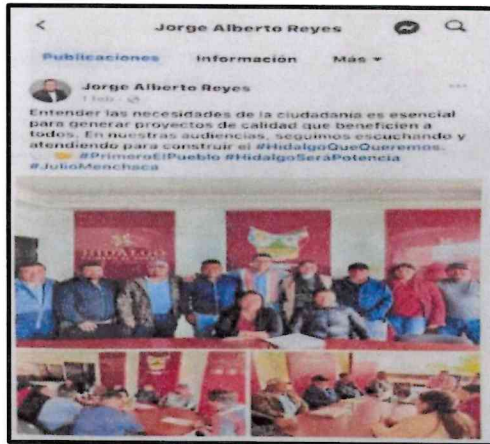 Jorge Alberto Reyes
Publicaciones Información Más
Jorge Alberto Reyes
1 feb.
Entender las necesidades de la ciudadanía es esencial
para generar proyectos de calidad que beneficien a
todos. En nuestras audiencias, seguimos escuchando y
atendiendo para construir el #HidalgoQueQueremos.
#PrimeroElPueblo #HidalgoSeráPotencia
#JulioMenchaca
HIDALGO